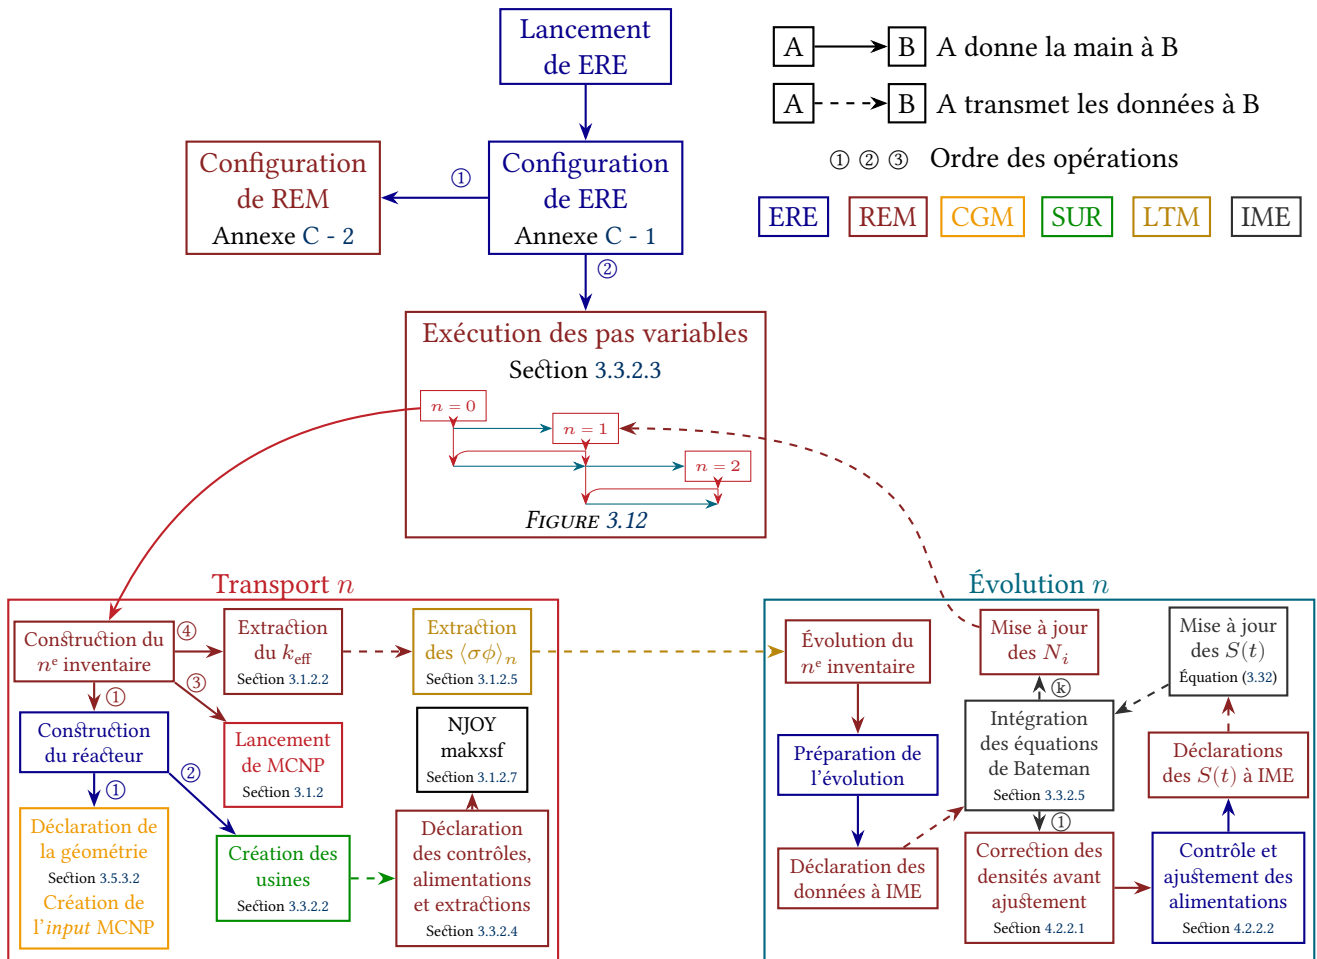 Lancement
de ERE
A
B
A donne la main à B
A
B
A transmet les données à B
① ② ③ Ordre des opérations
ERE
REM
CGM
SUR
LTM
IME
Configuration
de REM
Annexe C - 2
①
Configuration
de ERE
Annexe C - 1
②
Exécution des pas variables
Section 3.3.2.3
n = 0
n = 1
n = 2
FIGURE 3.12
Transport n
Construction du
nᵉ inventaire
④
Extraction
du k_eff
Section 3.1.2.2
Extraction
des ⟨σϕ⟩ₙ
Section 3.1.2.5
①
③
Construction
du réacteur
Lancement
de MCNP
Section 3.1.2
NJOY
makxsf
Section 3.1.2.7
①
②
Déclaration de
la géométrie
Section 3.5.3.2
Création de
l'input MCNP
Création des
usines
Section 3.3.2.2
Déclaration
des contrôles,
alimentations
et extractions
Section 3.3.2.4
Évolution n
Évolution du
nᵉ inventaire
Préparation de
l'évolution
Déclaration des
données à IME
Mise à jour
des Nᵢ
ⓚ
Intégration
des équations
de Bateman
Section 3.3.2.5
①
Correction des
densités avant
ajustement
Section 4.2.2.1
Mise à jour
des S(t)
Équation (3.32)
Déclarations
des S(t) à IME
Contrôle et
ajustement des
alimentations
Section 4.2.2.2